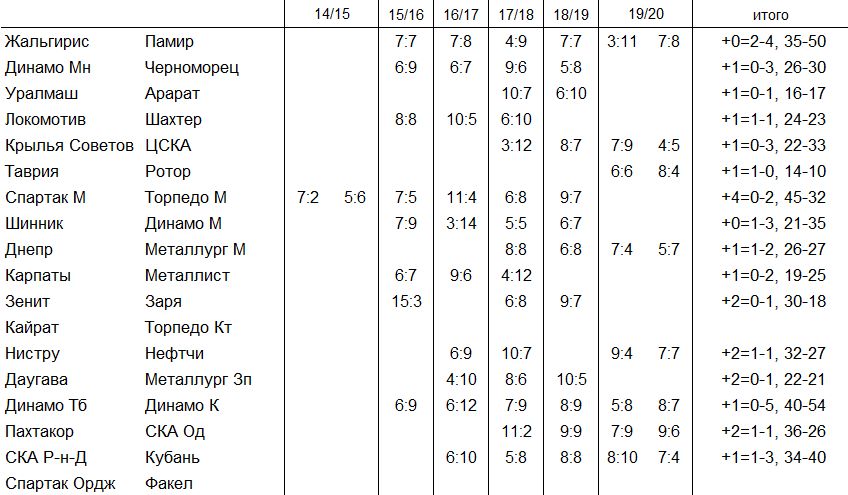 14/15 15/16 16/17 17/18 18/19 19/20 итого
Жальгирис Памир 7:7 7:8 4:9 7:7 3:11 7:8 +0=2-4, 35-50
Динамо Мн Черноморец 6:9 6:7 9:6 5:8 +1=0-3, 26-30
Уралмаш Арарат 10:7 6:10 +1=0-1, 16-17
Локомотив Шахтер 8:8 10:5 6:10 +1=1-1, 24-23
Крылья Советов ЦСКА 3:12 8:7 7:9 4:5 +1=0-3, 22-33
Таврия Ротор 6:6 8:4 +1=1-0, 14-10
Спартак М Торпедо М 7:2 5:6 7:5 11:4 6:8 9:7 +4=0-2, 45-32
Шинник Динамо М 7:9 3:14 5:5 6:7 +0=1-3, 21-35
Днепр Металлург М 8:8 6:8 7:4 5:7 +1=1-2, 26-27
Карпаты Металлист 6:7 9:6 4:12 +1=0-2, 19-25
Зенит Заря 15:3 6:8 9:7 +2=0-1, 30-18
Кайрат Торпедо Кт
Нистру Нефтчи 6:9 10:7 9:4 7:7 +2=1-1, 32-27
Даугава Металлург Зп 4:10 8:6 10:5 +2=0-1, 22-21
Динамо Тб Динамо К 6:9 6:12 7:9 8:9 5:8 8:7 +1=0-5, 40-54
Пахтакор СКА Од 11:2 9:9 7:9 9:6 +2=1-1, 36-26
СКА Р-н-Д Кубань 6:10 5:8 8:8 8:10 7:4 +1=1-3, 34-40
Спартак Ордж Факел